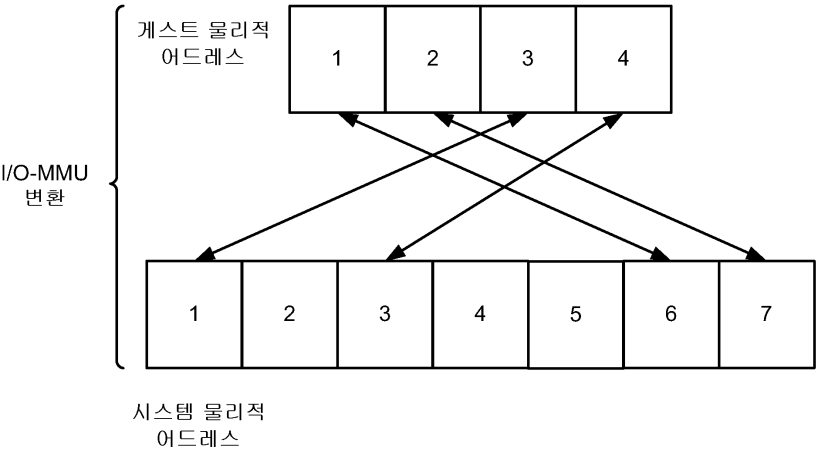 게스트 물리적
어드레스
1 2 3 4
I/O-MMU
변환
1 2 3 4 5 6 7
시스템 물리적
어드레스